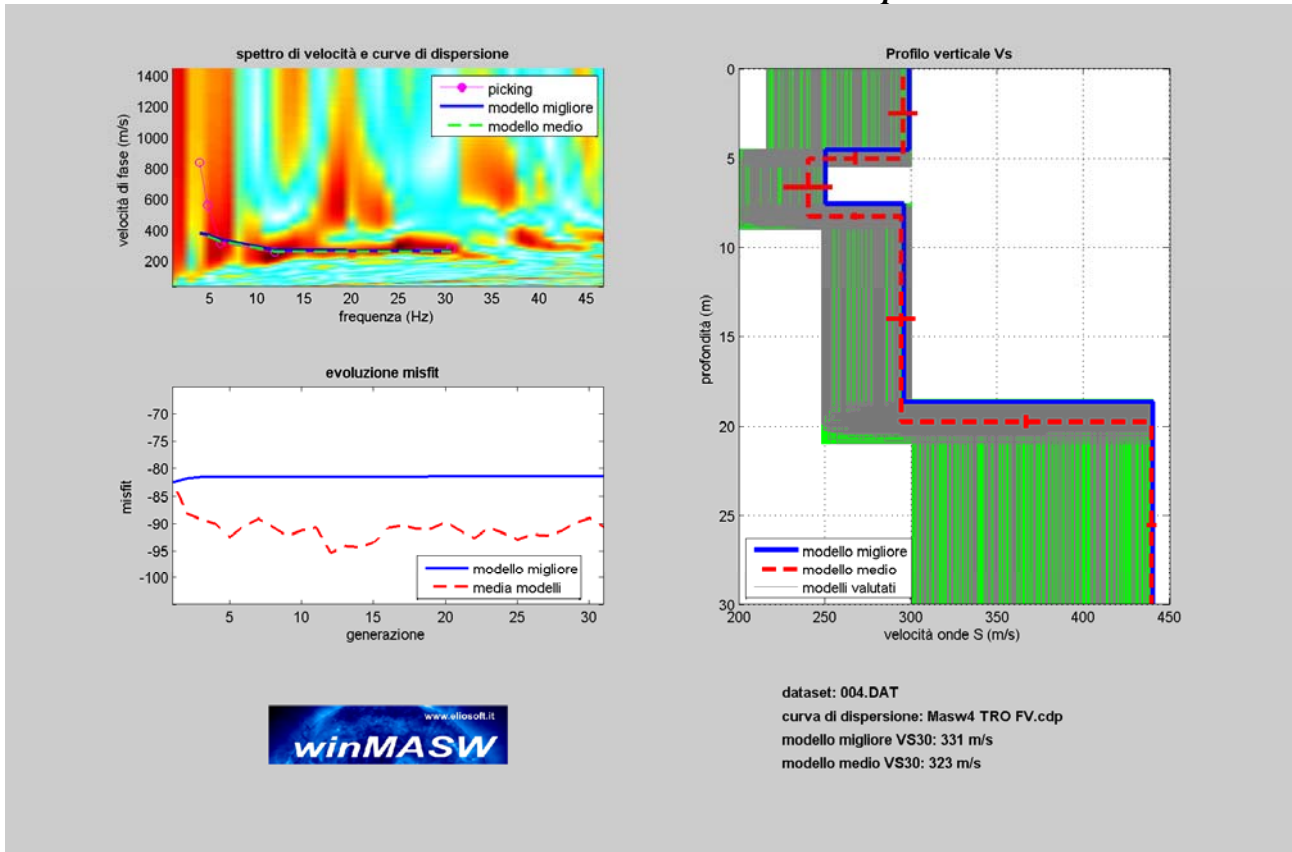 spettro di velocità e curve di dispersione
1400
1200
1000
800
600
400
200
velocità di fase (m/s)
picking
modello migliore
modello medio
5 10 15 20 25 30 35 40 45
frequenza (Hz)
evoluzione misfit
-70
-75
-80
-85
-90
-95
-100
misfit
modello migliore
media modelli
5 10 15 20 25 30
generazione
Profilo verticale Vs
0
5
10
15
20
25
30
profondità (m)
modello migliore
modello medio
modelli valutati
200 250 300 350 400 450
velocità onde S (m/s)
www.eliosoft.it
winMASW
dataset: 004.DAT
curva di dispersione: Masw4 TRO FV.cdp
modello migliore VS30: 331 m/s
modello medio VS30: 323 m/s